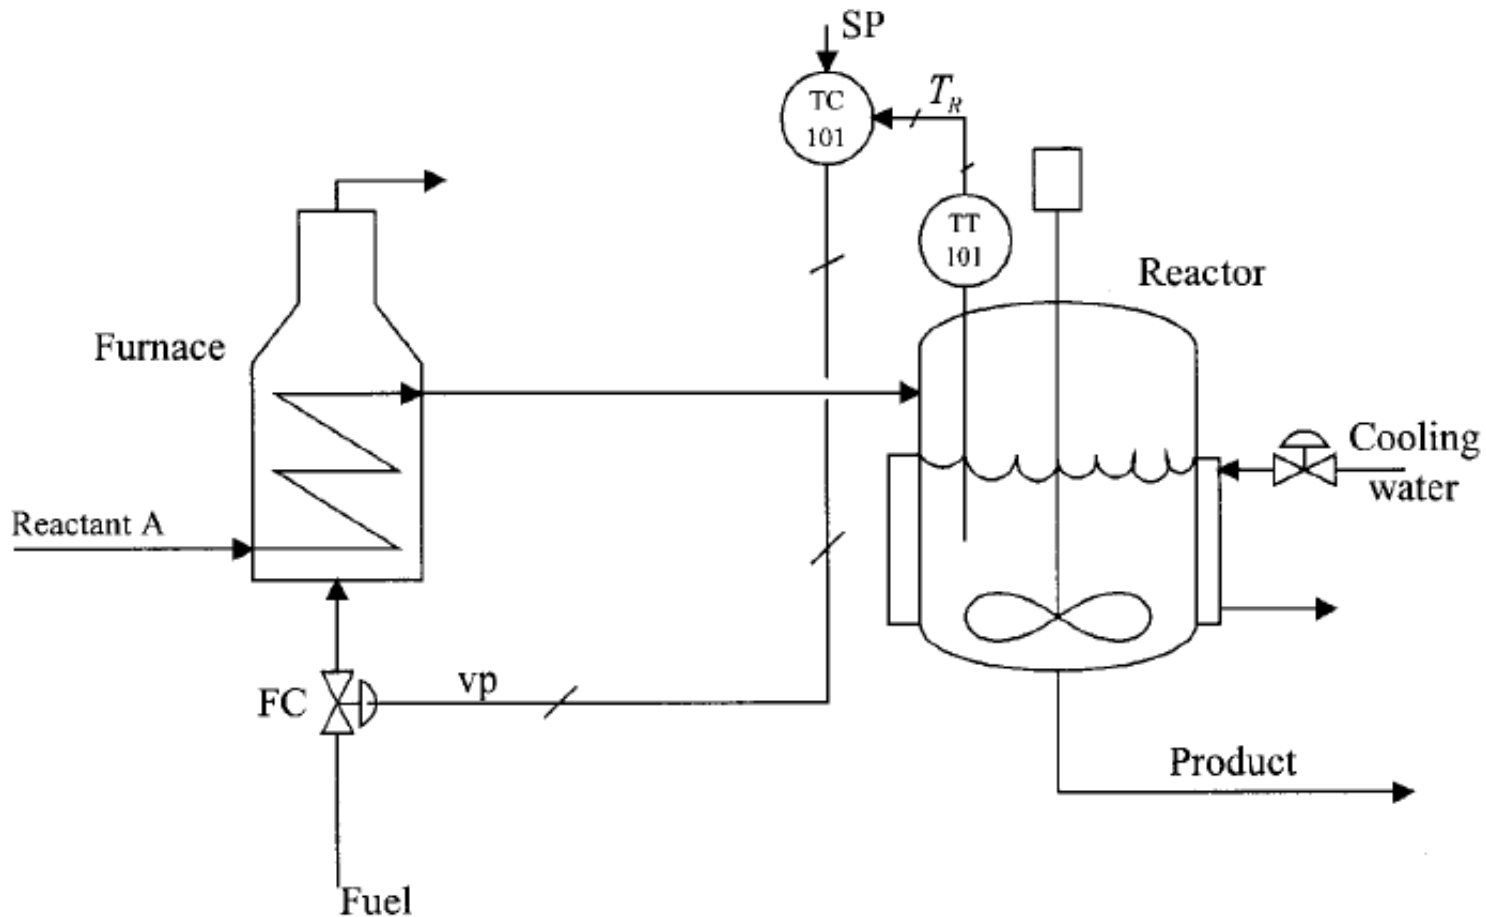 SP
TC
101
T_R
TT
101
Reactor
Furnace
Cooling
water
Reactant A
FC
vp
Product
Fuel